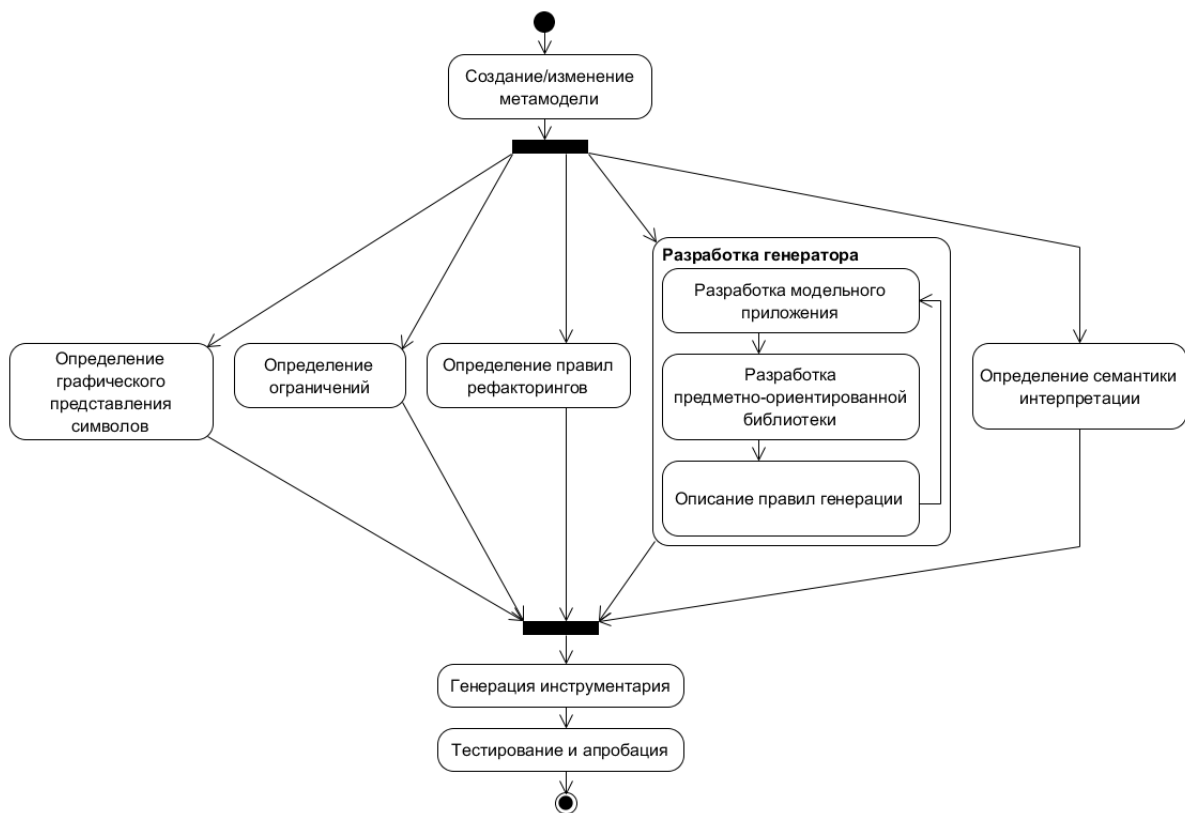 Создание/изменение
метамодели
Разработка генератора
Разработка модельного
приложения
Определение
графического
представления
символов
Определение
ограничений
Определение правил
рефакторингов
Разработка
предметно-ориентированной
библиотеки
Определение семантики
интерпретации
Описание правил генерации
Генерация инструментария
Тестирование и апробация